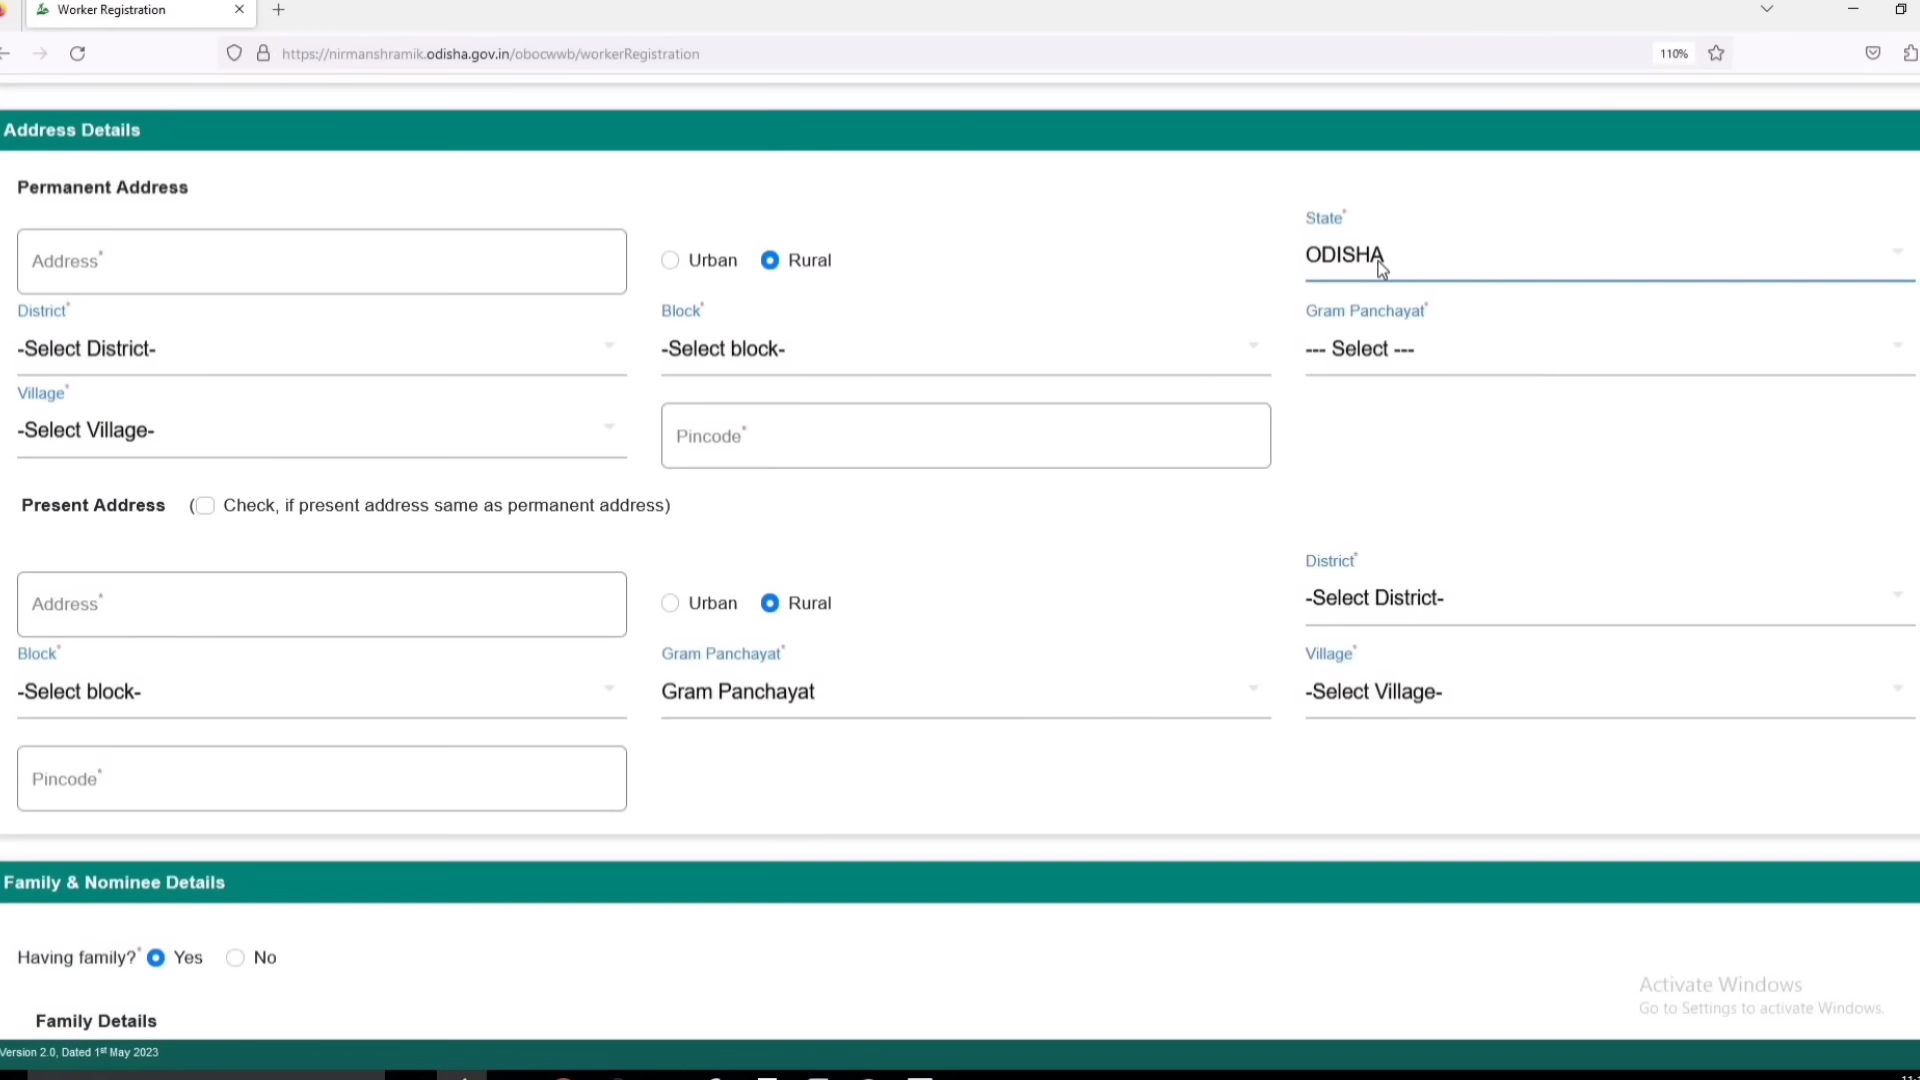 Worker Registration
https://nirmanshramik.odisha.gov.in/obocwwb/workerRegistration
110%
Address Details
Permanent Address
State*
Address*
Urban
Rural
ODISHA
District*
Block*
Gram Panchayat*
-Select District-
-Select block-
--- Select ---
Village*
-Select Village-
Pincode*
Present Address ( Check, if present address same as permanent address)
District*
Address*
Urban
Rural
-Select District-
Block*
Gram Panchayat*
Village*
-Select block-
Gram Panchayat
-Select Village-
Pincode*
Family & Nominee Details
Having family?* Yes No
Activate Windows
Go to Settings to activate Windows.
Family Details
Version 2.0, Dated 1st May 2023